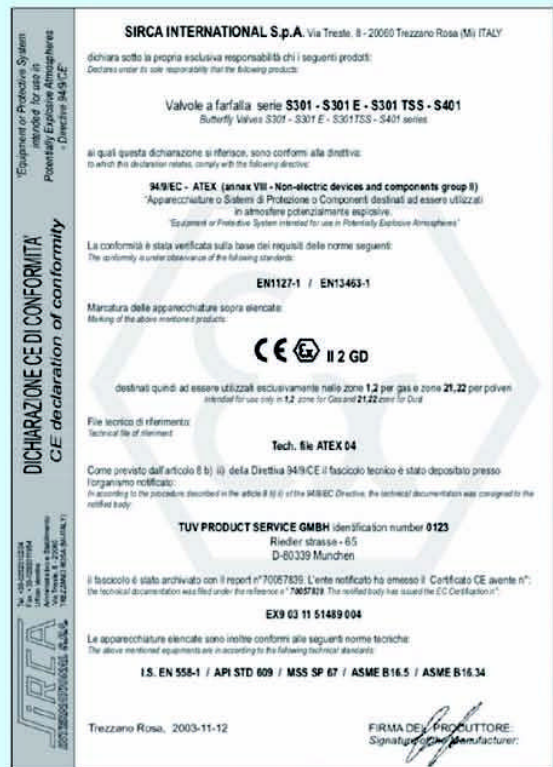 SIRCA INTERNATIONAL S.p.A. Via Trieste, 8 - 20060 Trezzano Rosa (Mi) ITALY
dichiara sotto la propria esclusiva responsabilità che i seguenti prodotti:
Declares under its sole responsability that the following products:
Valvole a farfalla serie S301 - S301 E - S301 TSS - S401
Butterfly Valves S301 - S301 E - S301TSS - S401 series
ai quali questa dichiarazione si riferisce, sono conformi alla direttiva:
to which this declaration relates, comply with the following directive:
94/9/EC - ATEX (annex VIII - Non-electric devices and components group II)
"Apparecchiature o Sistemi di Protezione o Componenti destinati ad essere utilizzati
in atmosfere potenzialmente esplosive.
"Equipment or Protective System intended for use in Potentially Explosive Atmospheres"
La conformità è stata verificata sulla base dei requisiti delle norme seguenti:
The conformity is under observance of the following standards:
EN1127-1 / EN13463-1
Marcatura delle apparecchiature sopra elencate:
Marking of the above mentioned products:
CE Ex II 2 GD
destinati quindi ad essere utilizzati esclusivamente nelle zone 1,2 per gas e zone 21,22 per polveri
intended for use only in 1,2 zone for Gas and 21,22 zone for Dust
File tecnico di riferimento:
Technical file of riferiment:
Tech. file ATEX 04
Come previsto dall'articolo 8 b) ii) della Direttiva 94/9/CE il fascicolo tecnico è stato depositato presso
l'organismo notificato:
In according to the procedure described in the article 8 b) ii) of the 94/9/EC Directive, the technical documentation was consigned to the
notified body:
TUV PRODUCT SERVICE GMBH identification number 0123
Riedler strasse - 65
D-80339 Munchen
il fascicolo è stato archiviato con il report n°70057839. L'ente notificato ha emesso il Certificato CE avente n°:
the technical documentation was filed under the reference n° 70057839. The notified body has issued the EC Certification n°:
EX9 03 11 51489 004
Le apparecchiature elencate sono inoltre conformi alle seguenti norme tecniche:
The above mentioned equipments are in according to the following technical standards:
I.S. EN 558-1 / API STD 609 / MSS SP 67 / ASME B16.5 / ASME B16.34
Trezzano Rosa, 2003-11-12
FIRMA DEL PRODUTTORE:
Signature of the Manufacturer:
DICHIARAZIONE CE DI CONFORMITA'
CE declaration of conformity
"Equipment or Protective System
intended for use in
Potentially Explosive Atmospheres
- Directive 94/9/CE"
SIRCA
INTERNATIONAL S.p.A.
Via Trieste, 8 - 20060
TREZZANO ROSA (MI-ITALY)